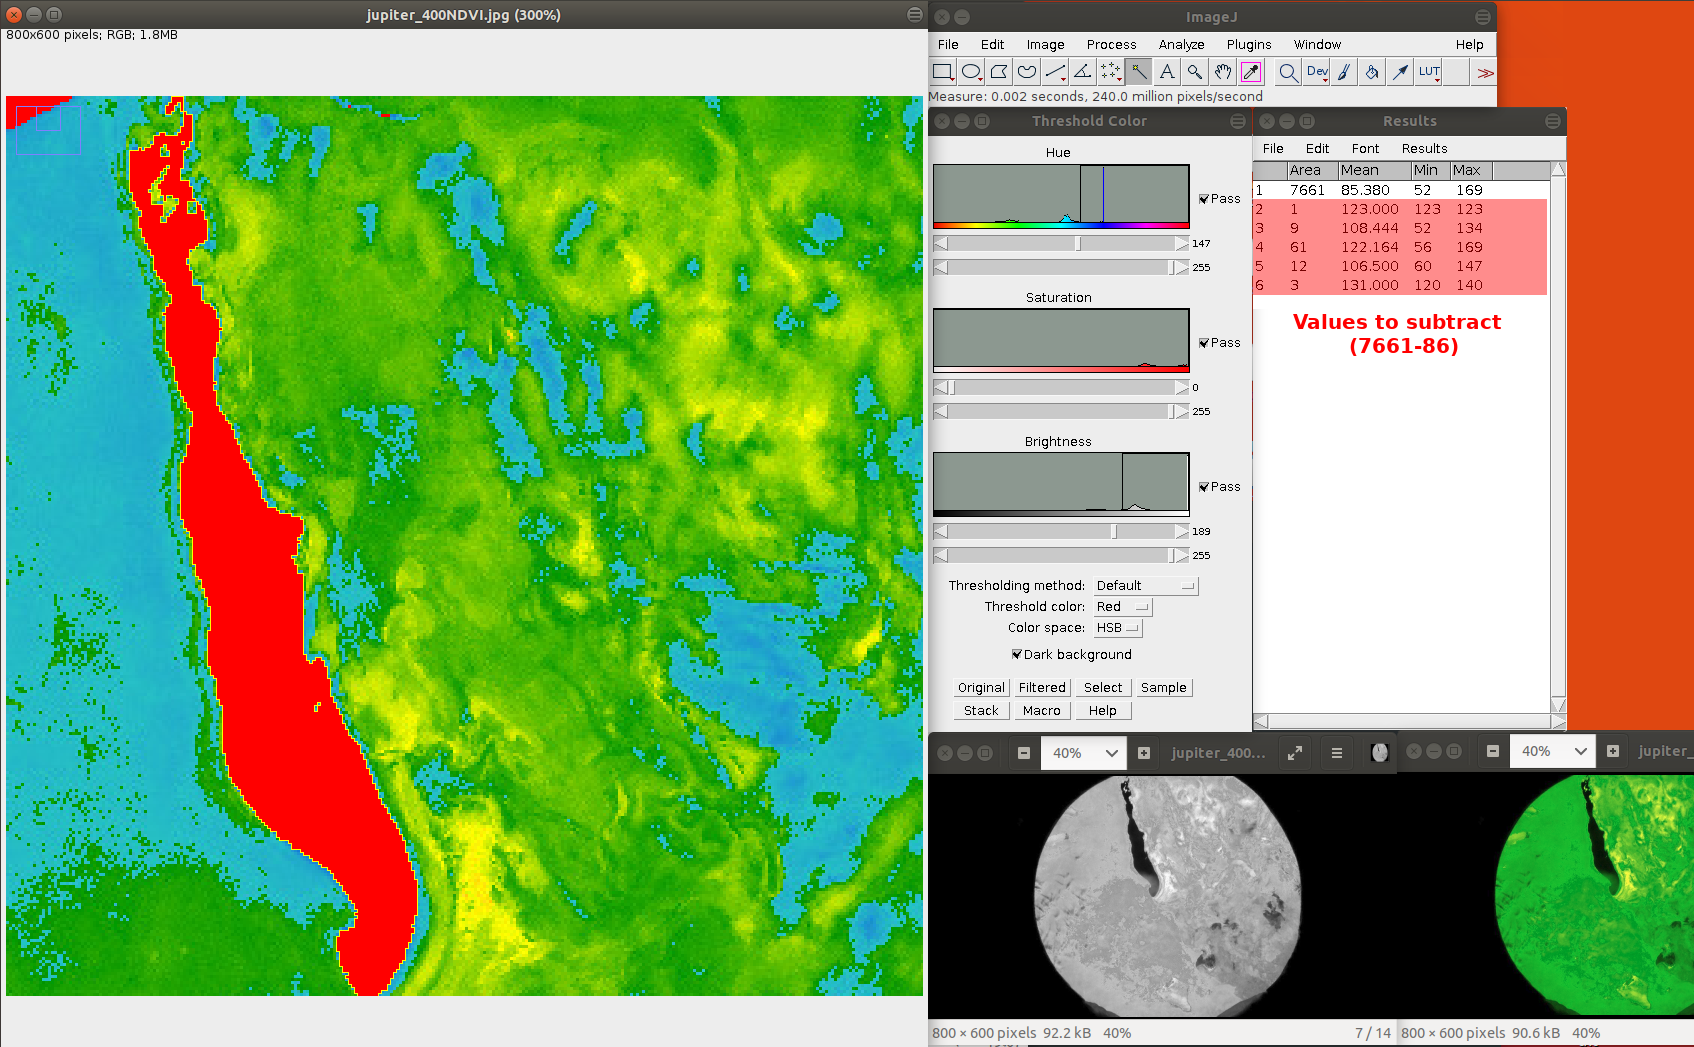 jupiter_400NDVI.jpg (300%)
800x600 pixels; RGB; 1.8MB
ImageJ
File Edit Image Process Analyze Plugins Window Help
Dev LUT >>
Measure: 0.002 seconds, 240.0 million pixels/second
Threshold Color
Hue
Pass
147
255
Saturation
Pass
0
255
Brightness
Pass
189
255
Thresholding method: Default
Threshold color: Red
Color space: HSB
Dark background
Original Filtered Select Sample
Stack Macro Help
Results
File Edit Font Results
Area Mean Min Max
1 7661 85.380 52 169
2 1 123.000 123 123
3 9 108.444 52 134
4 61 122.164 56 169
5 12 106.500 60 147
6 3 131.000 120 140
Values to subtract
(7661-86)
40% jupiter_400...
800 × 600 pixels 92.2 kB 40% 7 / 14
40% jupiter_
800 × 600 pixels 90.6 kB 40%